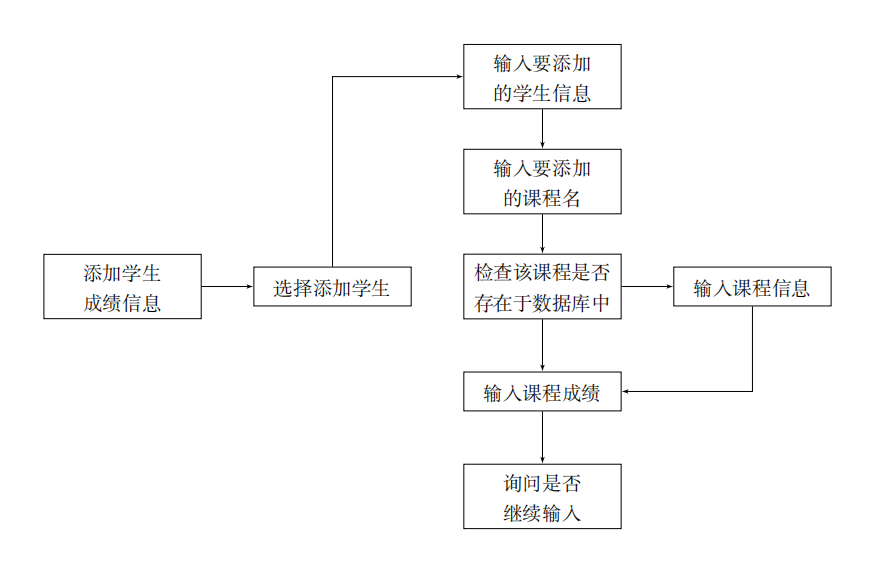 输入要添加
的学生信息
输入要添加
的课程名
添加学生
成绩信息
选择添加学生
检查该课程是否
存在于数据库中
输入课程信息
输入课程成绩
询问是否
继续输入